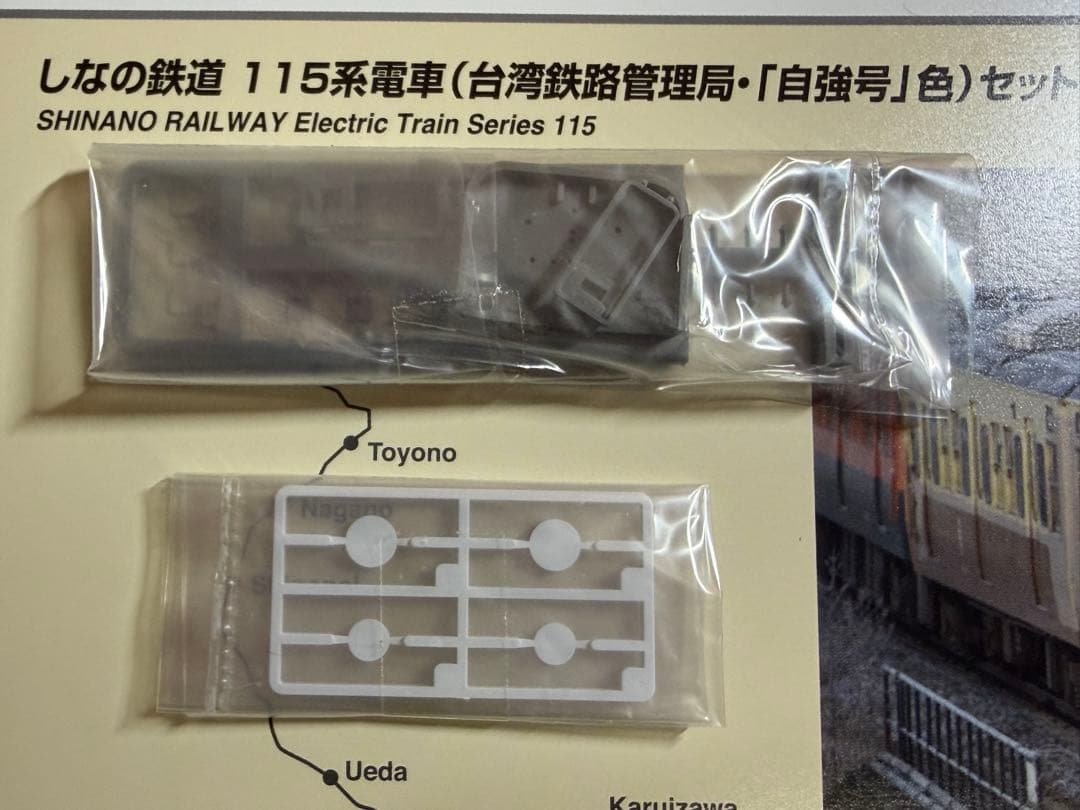 しなの鉄道 115系電車(台湾鉄路管理局・「自強号」色)セット
SHINANO RAILWAY Electric Train Series 115
Toyono
Nagano
Ueda
Karuizawa